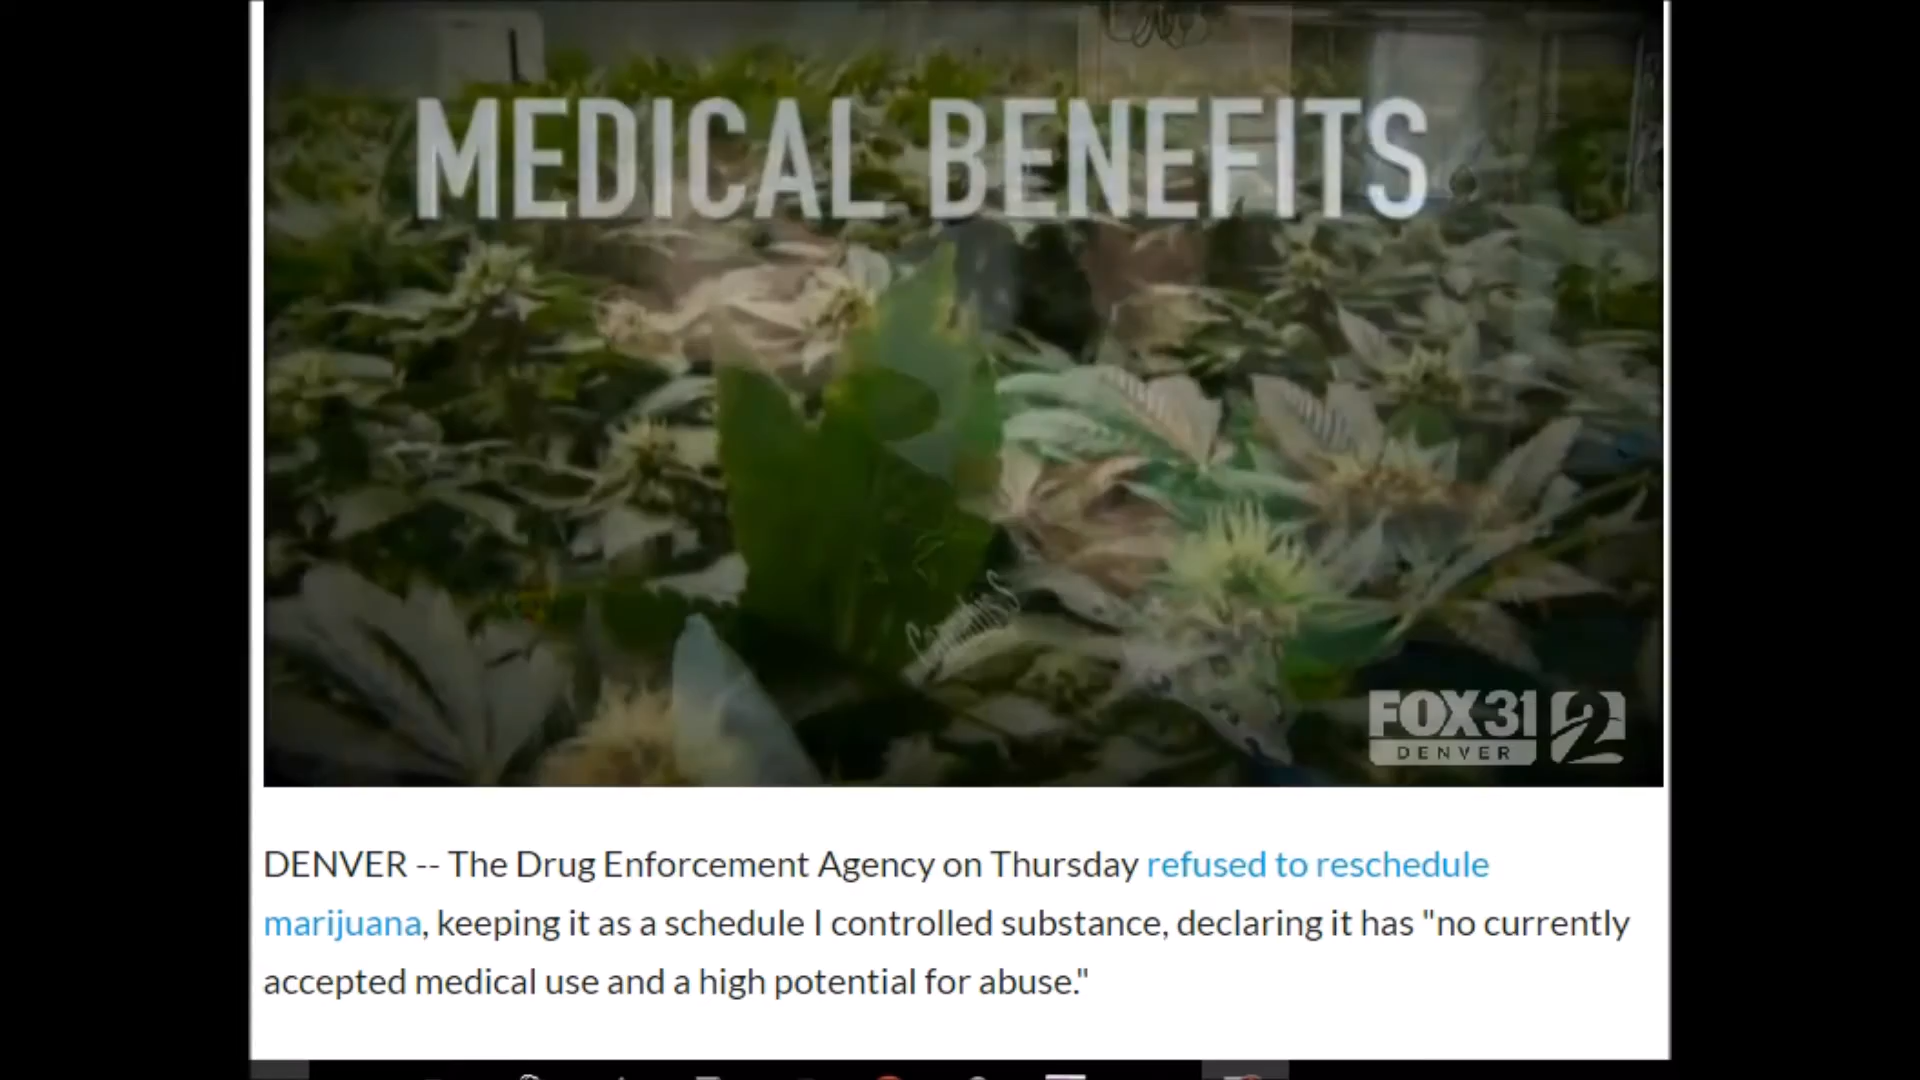 MEDICAL BENEFITS
FOX31
DENVER
2
DENVER -- The Drug Enforcement Agency on Thursday refused to reschedule
marijuana, keeping it as a schedule I controlled substance, declaring it has "no currently
accepted medical use and a high potential for abuse."